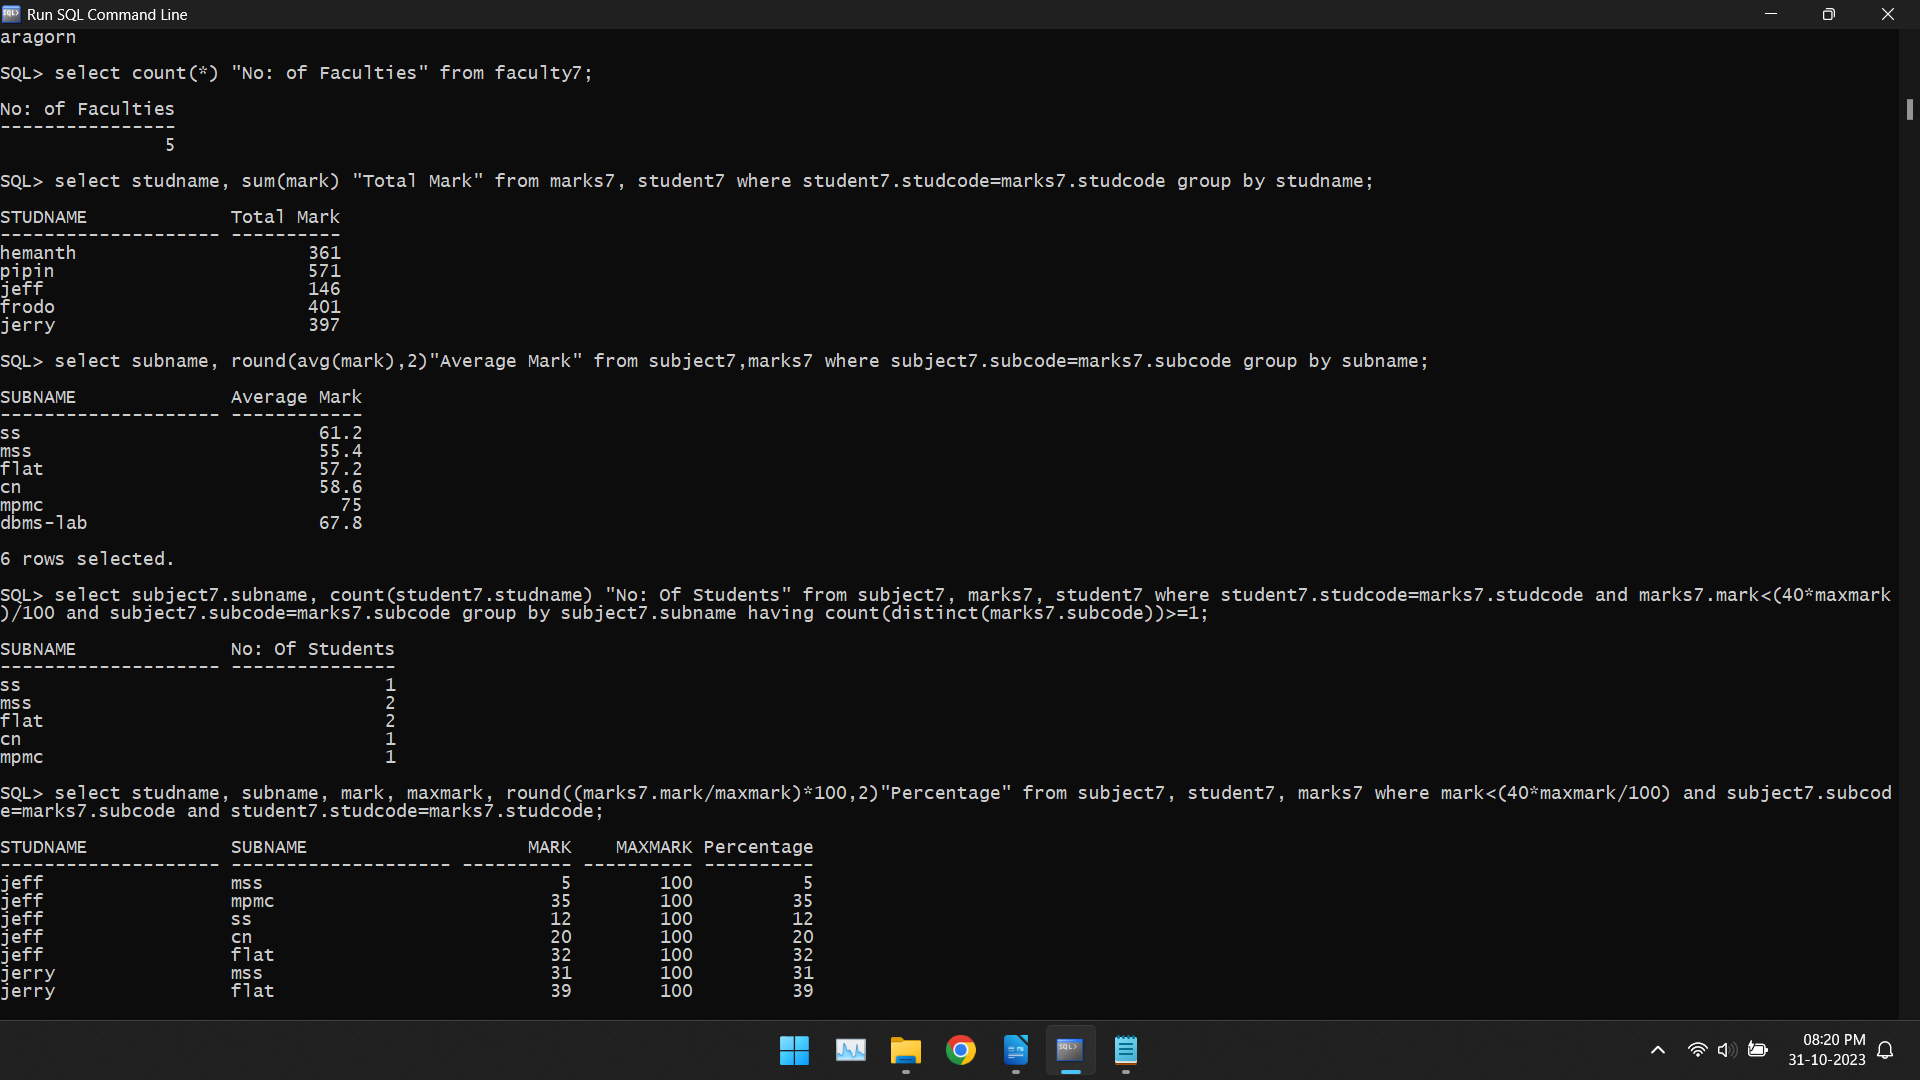 Run SQL Command Line
aragorn
SQL> select count(*) "No: of Faculties" from faculty7;
No: of Faculties
----------------
5
SQL> select studname, sum(mark) "Total Mark" from marks7, student7 where student7.studcode=marks7.studcode group by studname;
STUDNAME Total Mark
-------------------- ----------
hemanth 361
pipin 571
jeff 146
frodo 401
jerry 397
SQL> select subname, round(avg(mark),2)"Average Mark" from subject7,marks7 where subject7.subcode=marks7.subcode group by subname;
SUBNAME Average Mark
-------------------- ------------
ss 61.2
mss 55.4
flat 57.2
cn 58.6
mpmc 75
dbms-lab 67.8
6 rows selected.
SQL> select subject7.subname, count(student7.studname) "No: Of Students" from subject7, marks7, student7 where student7.studcode=marks7.studcode and marks7.mark<(40*maxmark
)/100 and subject7.subcode=marks7.subcode group by subject7.subname having count(distinct(marks7.subcode))>=1;
SUBNAME No: Of Students
-------------------- ---------------
ss 1
mss 2
flat 2
cn 1
mpmc 1
SQL> select studname, subname, mark, maxmark, round((marks7.mark/maxmark)*100,2)"Percentage" from subject7, student7, marks7 where mark<(40*maxmark/100) and subject7.subcod
e=marks7.subcode and student7.studcode=marks7.studcode;
STUDNAME SUBNAME MARK MAXMARK Percentage
-------------------- -------------------- ---------- ---------- ----------
jeff mss 5 100 5
jeff mpmc 35 100 35
jeff ss 12 100 12
jeff cn 20 100 20
jeff flat 32 100 32
jerry mss 31 100 31
jerry flat 39 100 39
SQL>
08:20 PM
31-10-2023